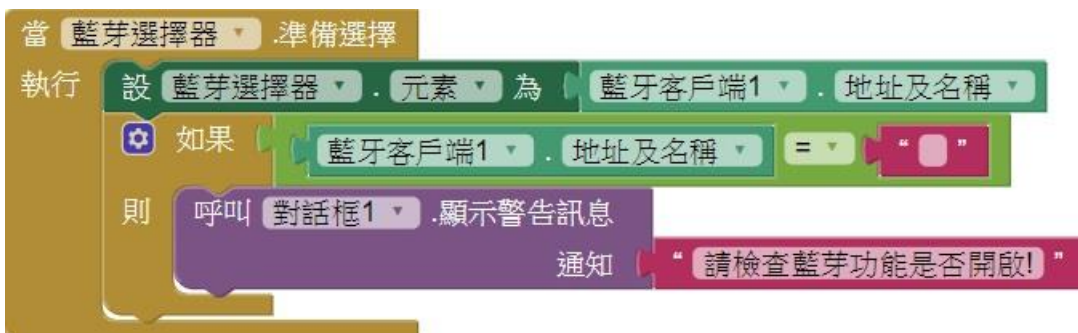 當 藍芽選擇器 .準備選擇
執行 設 藍芽選擇器 . 元素 為 藍牙客戶端1 . 地址及名稱
如果 藍牙客戶端1 . 地址及名稱 = " "
則 呼叫 對話框1 .顯示警告訊息
通知 " 請檢查藍芽功能是否開啟! "